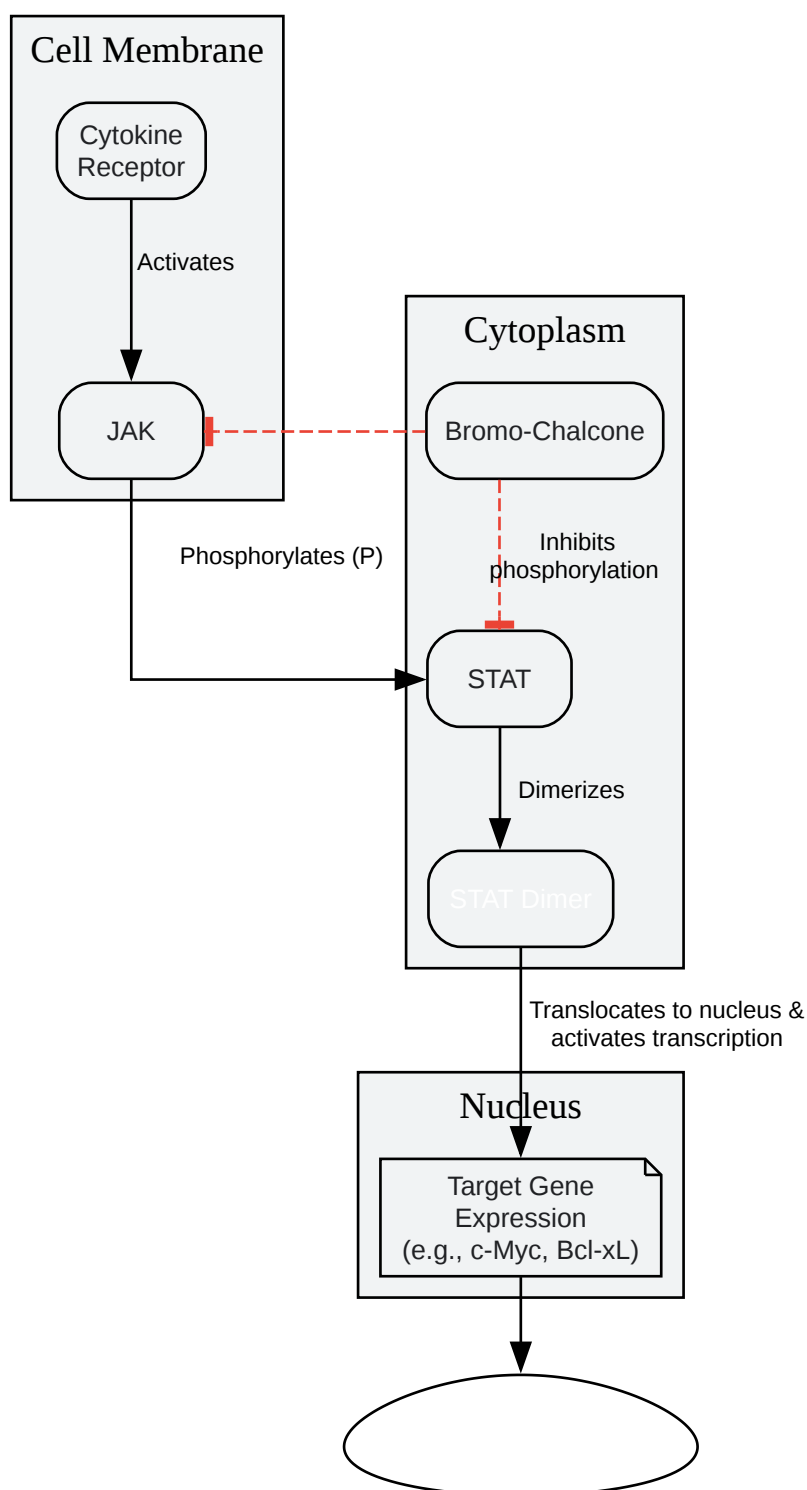 Cell Membrane
Cytokine
Receptor
Activates
Cytoplasm
JAK
Bromo-Chalcone
Phosphorylates (P)
Inhibits
phosphorylation
STAT
Dimerizes
STAT Dimer
Translocates to nucleus &
activates transcription
Nucleus
Target Gene
Expression
(e.g., c-Myc, Bcl-xL)